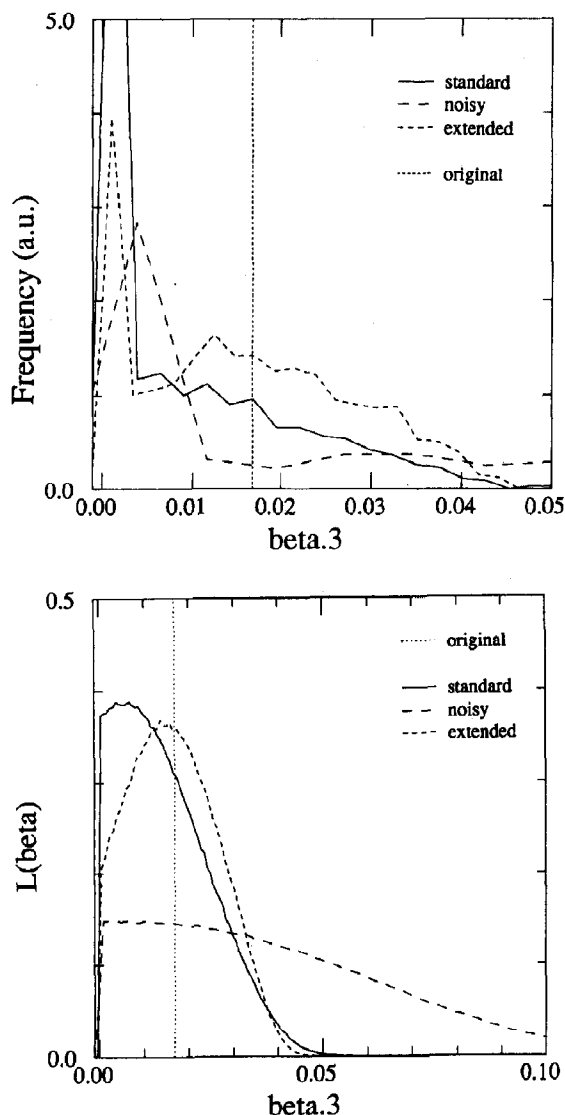 5.0
standard
noisy
extended
original
Frequency (a.u.)
0.0
0.00 0.01 0.02 0.03 0.04 0.05
beta.3
0.5
original
standard
noisy
extended
L(beta)
0.0
0.00 0.05 0.10
beta.3